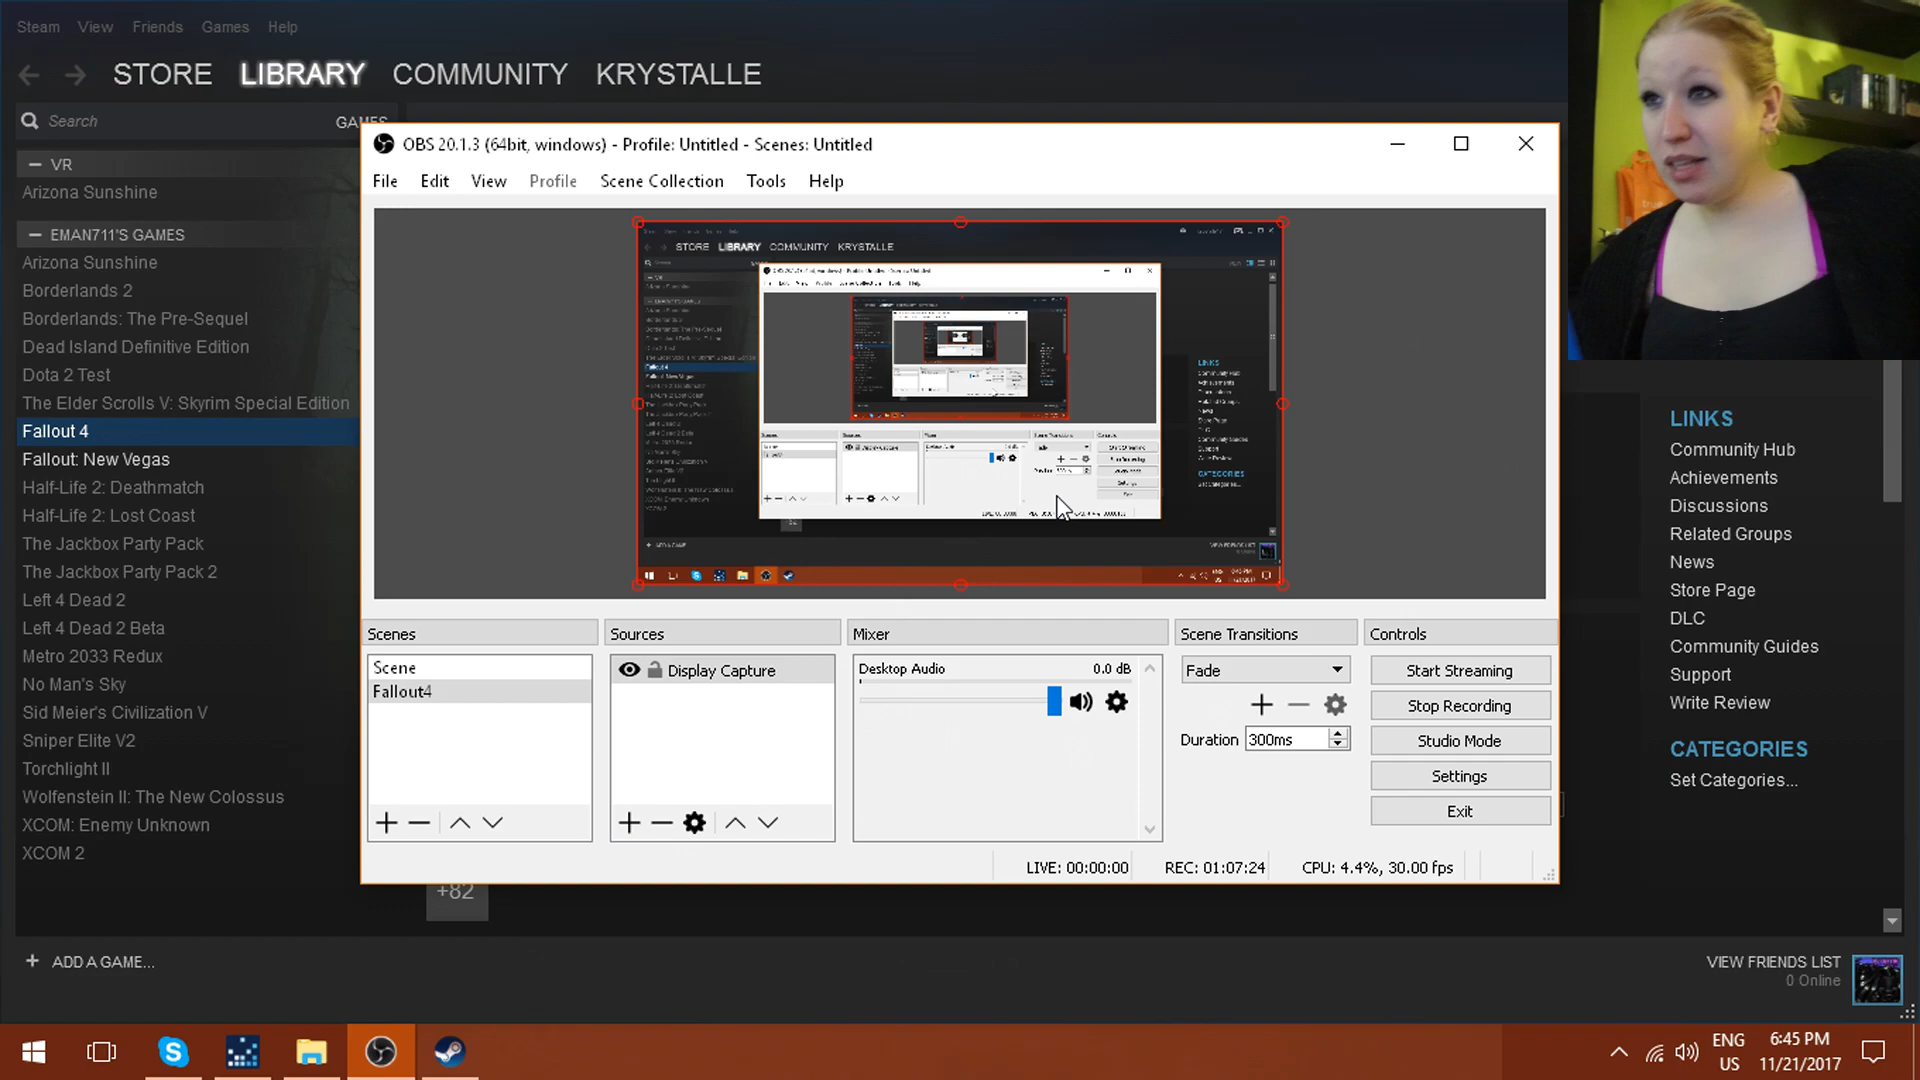 Steam View Friends Games Help
STORE LIBRARY COMMUNITY KRYSTALLE
Search GAMES
VR
Arizona Sunshine
EMAN711'S GAMES
Arizona Sunshine
Borderlands 2
Borderlands: The Pre-Sequel
Dead Island Definitive Edition
Dota 2 Test
The Elder Scrolls V: Skyrim Special Edition
Fallout 4
Fallout: New Vegas
Half-Life 2: Deathmatch
Half-Life 2: Lost Coast
The Jackbox Party Pack
The Jackbox Party Pack 2
Left 4 Dead 2
Left 4 Dead 2 Beta
Metro 2033 Redux
No Man's Sky
Sid Meier's Civilization V
Sniper Elite V2
Torchlight II
Wolfenstein II: The New Colossus
XCOM: Enemy Unknown
XCOM 2
+82
+ ADD A GAME...
OBS 20.1.3 (64bit, windows) - Profile: Untitled - Scenes: Untitled
File Edit View Profile Scene Collection Tools Help
STORE LIBRARY COMMUNITY KRYSTALLE
LINKS
CATEGORIES
Scenes
Scene
Fallout4
Sources
Display Capture
Mixer
Desktop Audio 0.0 dB
Scene Transitions
Fade
Duration 300ms
Controls
Start Streaming
Stop Recording
Studio Mode
Settings
Exit
LIVE: 00:00:00 REC: 01:07:24 CPU: 4.4%, 30.00 fps
LINKS
Community Hub
Achievements
Discussions
Related Groups
News
Store Page
DLC
Community Guides
Support
Write Review
CATEGORIES
Set Categories...
VIEW FRIENDS LIST
0 Online
ENG
US
6:45 PM
11/21/2017